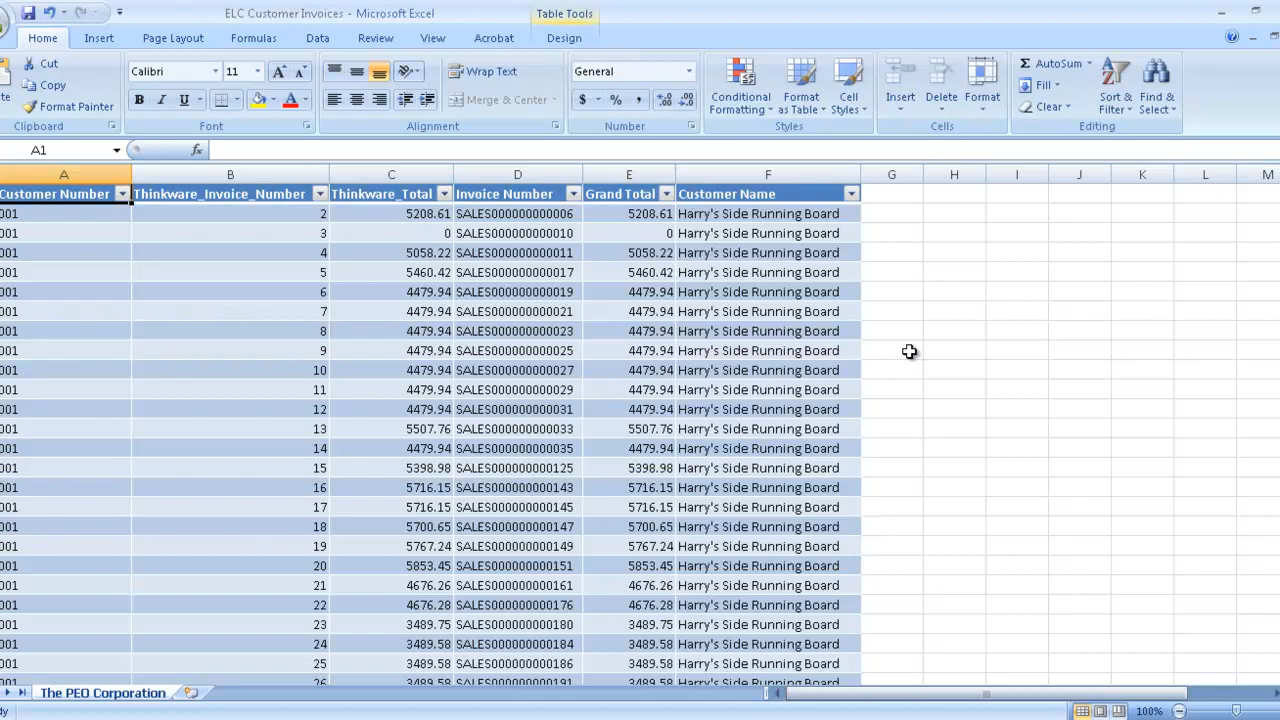 ELC Customer Invoices - Microsoft Excel
Table Tools
Home Insert Page Layout Formulas Data Review View Acrobat Design
Cut
Copy
Format Painter
Clipboard
Calibri 11
B I U
Font
Wrap Text
Merge & Center
Alignment
General
$ % ,
Number
Conditional Formatting
Format as Table
Cell Styles
Styles
Insert Delete Format
Cells
AutoSum
Fill
Clear
Sort & Filter
Find & Select
Editing
A1 fx
A B C D E F G H I J K L M
Customer Number Thinkware_Invoice_Number Thinkware_Total Invoice Number Grand Total Customer Name
001 2 5208.61 SALES000000000006 5208.61 Harry's Side Running Board
001 3 0 SALES000000000010 0 Harry's Side Running Board
001 4 5058.22 SALES000000000011 5058.22 Harry's Side Running Board
001 5 5460.42 SALES000000000017 5460.42 Harry's Side Running Board
001 6 4479.94 SALES000000000019 4479.94 Harry's Side Running Board
001 7 4479.94 SALES000000000021 4479.94 Harry's Side Running Board
001 8 4479.94 SALES000000000023 4479.94 Harry's Side Running Board
001 9 4479.94 SALES000000000025 4479.94 Harry's Side Running Board
001 10 4479.94 SALES000000000027 4479.94 Harry's Side Running Board
001 11 4479.94 SALES000000000029 4479.94 Harry's Side Running Board
001 12 4479.94 SALES000000000031 4479.94 Harry's Side Running Board
001 13 5507.76 SALES000000000033 5507.76 Harry's Side Running Board
001 14 4479.94 SALES000000000035 4479.94 Harry's Side Running Board
001 15 5398.98 SALES000000000125 5398.98 Harry's Side Running Board
001 16 5716.15 SALES000000000143 5716.15 Harry's Side Running Board
001 17 5716.15 SALES000000000145 5716.15 Harry's Side Running Board
001 18 5700.65 SALES000000000147 5700.65 Harry's Side Running Board
001 19 5767.24 SALES000000000149 5767.24 Harry's Side Running Board
001 20 5853.45 SALES000000000151 5853.45 Harry's Side Running Board
001 21 4676.26 SALES000000000161 4676.26 Harry's Side Running Board
001 22 4676.28 SALES000000000176 4676.28 Harry's Side Running Board
001 23 3489.75 SALES000000000180 3489.75 Harry's Side Running Board
001 24 3489.58 SALES000000000184 3489.58 Harry's Side Running Board
001 25 3489.58 SALES000000000186 3489.58 Harry's Side Running Board
001 26 3489.58 SALES000000000191 3489.58 Harry's Side Running Board
The PEO Corporation
100%